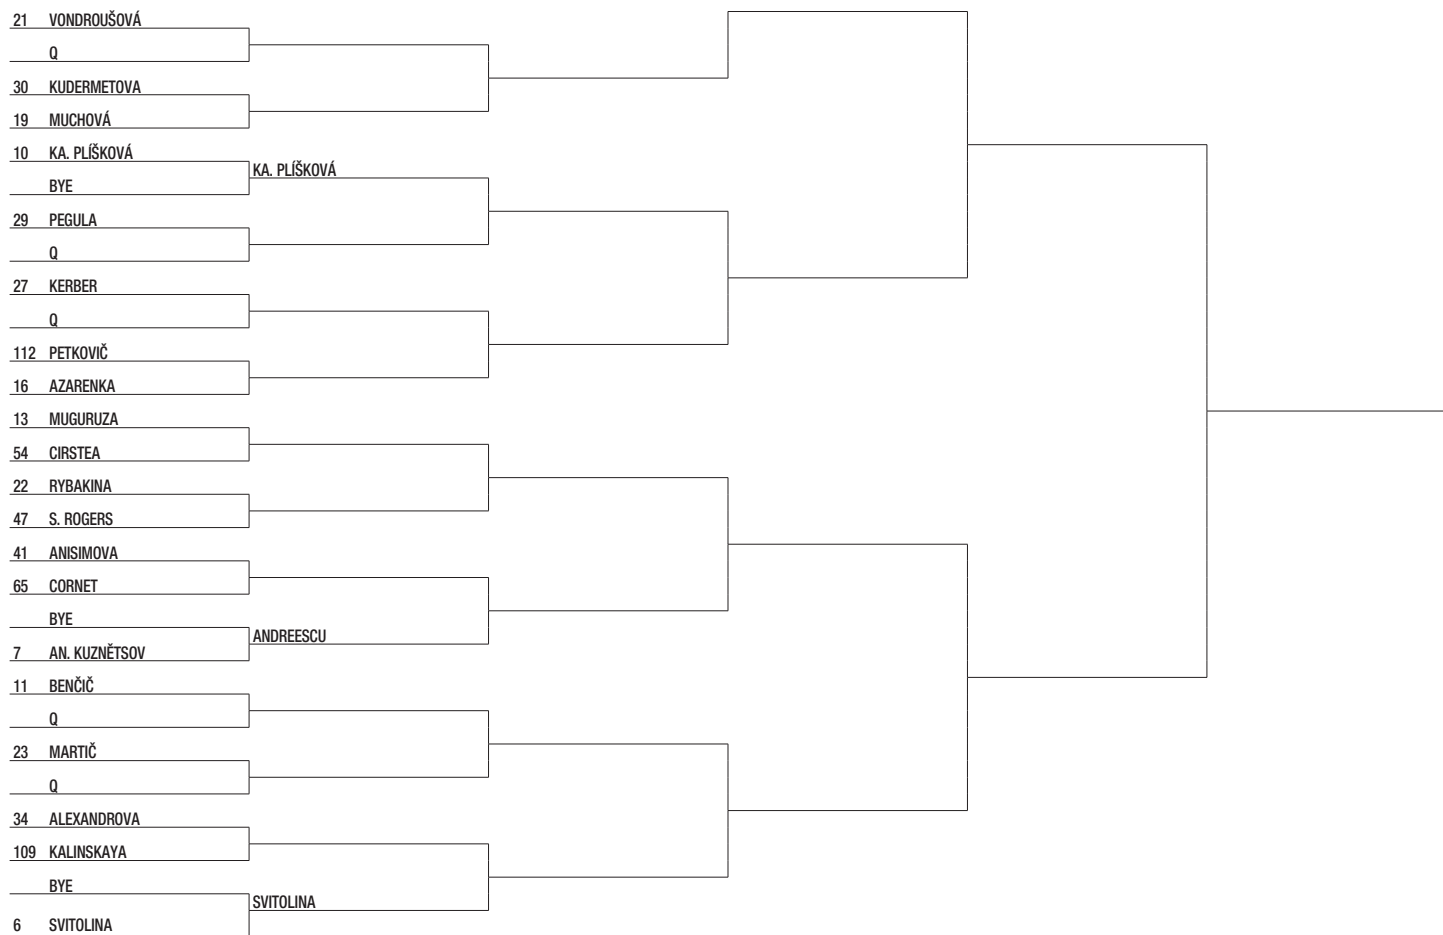 21 VONDROUŠOVÁ
Q
30 KUDERMETOVA
19 MUCHOVÁ
10 KA. PLÍŠKOVÁ
KA. PLÍŠKOVÁ
BYE
29 PEGULA
Q
27 KERBER
Q
112 PETKOVIČ
16 AZARENKA
13 MUGURUZA
54 CIRSTEA
22 RYBAKINA
47 S. ROGERS
41 ANISIMOVA
65 CORNET
BYE
ANDREESCU
7 AN. KUZNĚTSOV
11 BENČIČ
Q
23 MARTIČ
Q
34 ALEXANDROVA
109 KALINSKAYA
BYE
SVITOLINA
6 SVITOLINA